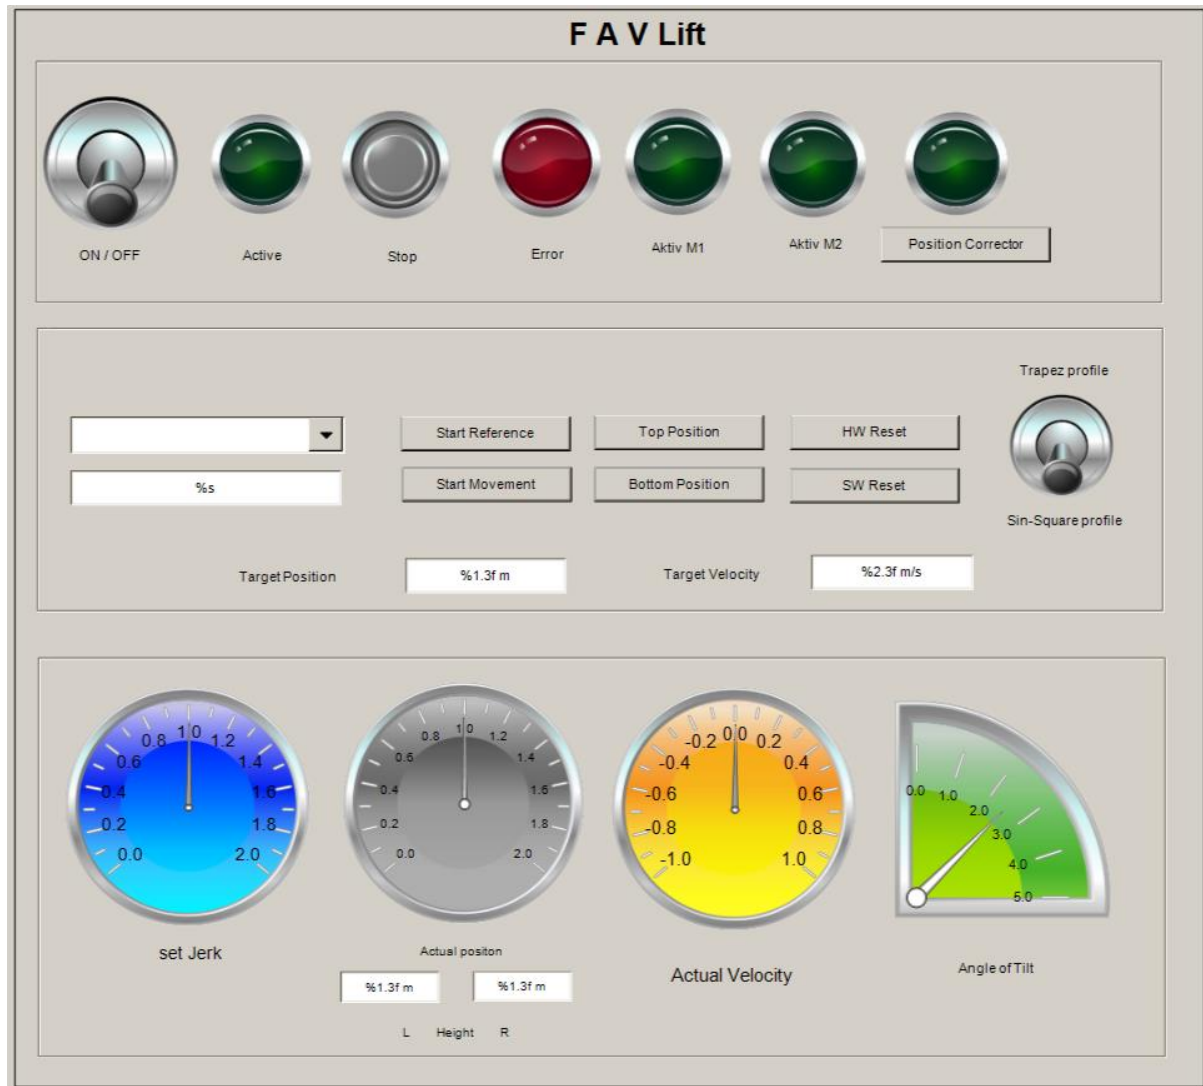 F A V Lift
ON / OFF
Active
Stop
Error
Aktiv M1
Aktiv M2
Position Corrector
Trapez profile
Start Reference
Top Position
HW Reset
%s
Start Movement
Bottom Position
SW Reset
Sin-Square profile
Target Position
%1.3f m
Target Velocity
%2.3f m/s
0.0 0.2 0.4 0.6 0.8 1.0 1.2 1.4 1.6 1.8 2.0
set Jerk
0.0 0.2 0.4 0.6 0.8 1.0 1.2 1.4 1.6 1.8 2.0
Actual positon
%1.3f m
%1.3f m
L Height R
-1.0 -0.8 -0.6 -0.4 -0.2 0.0 0.2 0.4 0.6 0.8 1.0
Actual Velocity
0.0 1.0 2.0 3.0 4.0 5.0
Angle of Tilt